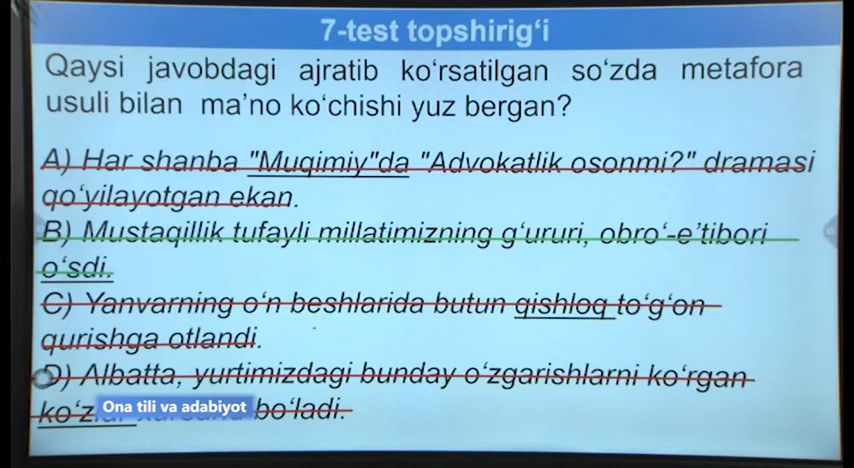 7-test topshirig‘i
Qaysi javobdagi ajratib ko‘rsatilgan so‘zda metafora
usuli bilan ma’no ko‘chishi yuz bergan?
A) Har shanba "Muqimiy"da "Advokatlik osonmi?" dramasi
qo‘yilayotgan ekan.
B) Mustaqillik tufayli millatimizning g‘ururi, obro‘-e’tibori
o‘sdi.
C) Yanvarning o‘n beshlarida butun qishloq to‘g‘on
qurishga otlandi.
D) Albatta, yurtimizdagi bunday o‘zgarishlarni ko‘rgan
bo‘ladi.
Ona tili va adabiyot